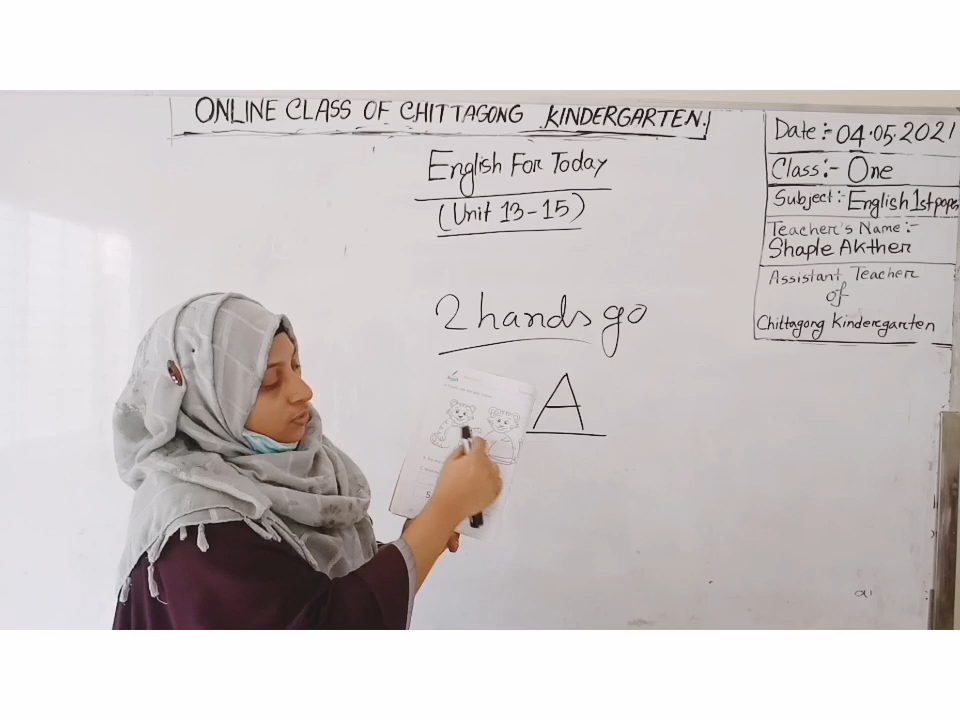 ONLINE CLASS OF CHITTAGONG KINDERGARTEN.
English For Today
(Unit 13-15)
2 hands go
A
Date:- 04.05.2021
Class:- One
Subject:- English 1st paper
Teacher's Name:-
Shaple Akther
Assistant Teacher
of
Chittagong Kindergarten
5